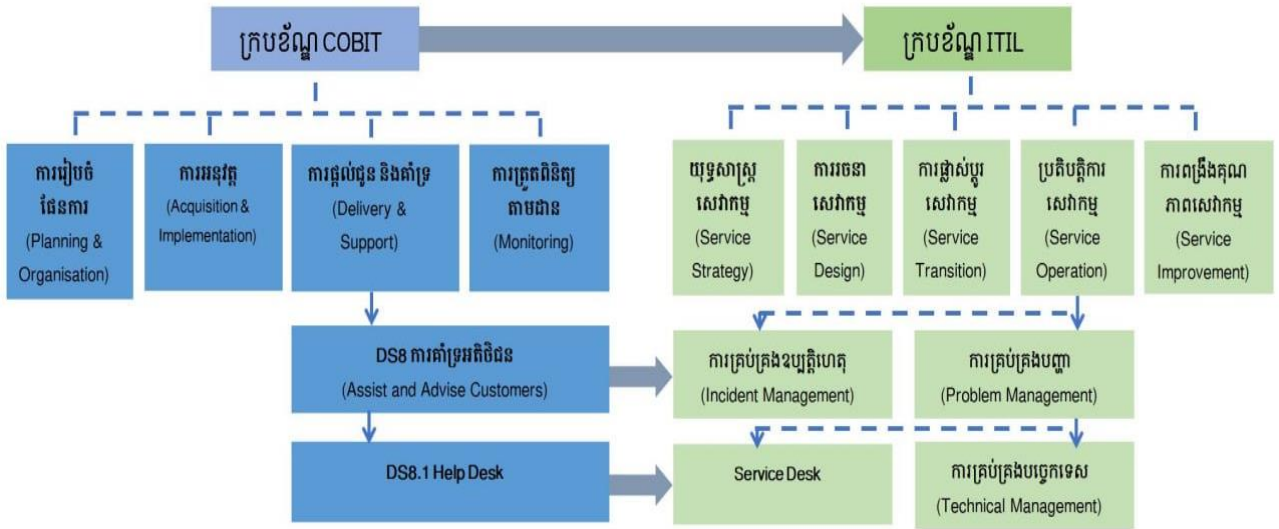 ក្របខ័ណ្ឌ COBIT
ក្របខ័ណ្ឌ ITIL
ការរៀបចំ
ផែនការ
(Planning &
Organisation)
ការអនុវត្ត
(Acquisition &
Implementation)
ការផ្តល់ជូន និងគាំទ្រ
(Delivery &
Support)
ការត្រួតពិនិត្យ
តាមដាន
(Monitoring)
យុទ្ធសាស្ត្រ
សេវាកម្ម
(Service
Strategy)
ការរចនា
សេវាកម្ម
(Service
Design)
ការផ្លាស់ប្តូរ
សេវាកម្ម
(Service
Transition)
ប្រតិបត្តិការ
សេវាកម្ម
(Service
Operation)
ការពង្រឹងគុណ
ភាពសេវាកម្ម
(Service
Improvement)
DS8 ការគាំទ្រអតិថិជន
(Assist and Advise Customers)
ការគ្រប់គ្រងឧប្បត្តិហេតុ
(Incident Management)
ការគ្រប់គ្រងបញ្ហា
(Problem Management)
DS8.1 Help Desk
Service Desk
ការគ្រប់គ្រងបច្ចេកទេស
(Technical Management)